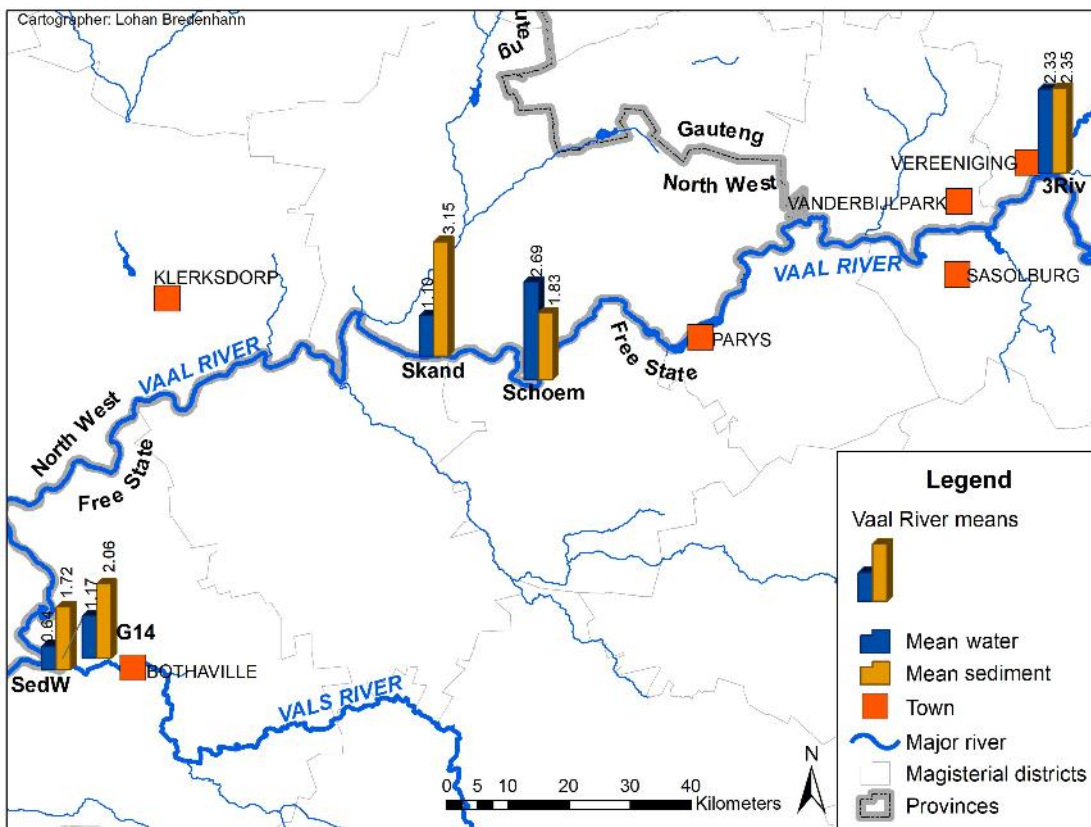 Cartographer: Lohan Bredenhann
uteng
Gauteng
North West
VEREENIGING
2.33
2.35
3Riv
VANDERBIJLPARK
VAAL RIVER
SASOLBURG
KLERKSDORP
1.10
3.15
Skand
2.69
1.83
Schoem
Free State
PARYS
VAAL RIVER
North West
Free State
0.64
1.72
SedW
1.17
2.06
G14
BOTHAVILLE
VALS RIVER
0 5 10 20 30 40
Kilometers
N
Legend
Vaal River means
Mean water
Mean sediment
Town
Major river
Magisterial districts
Provinces